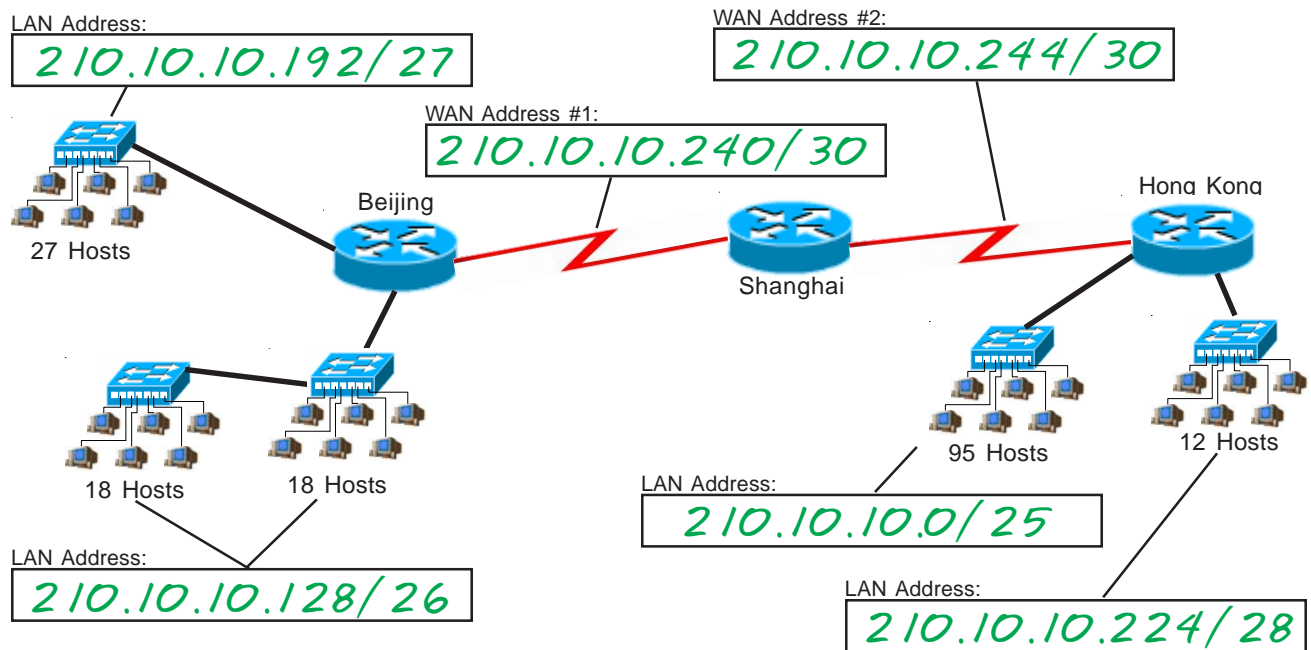 LAN Address:
210.10.10.192/27
WAN Address #2:
210.10.10.244/30
WAN Address #1:
210.10.10.240/30
27 Hosts
Beijing
Shanghai
Hong Kong
18 Hosts
18 Hosts
95 Hosts
12 Hosts
LAN Address:
210.10.10.0/25
LAN Address:
210.10.10.128/26
LAN Address:
210.10.10.224/28